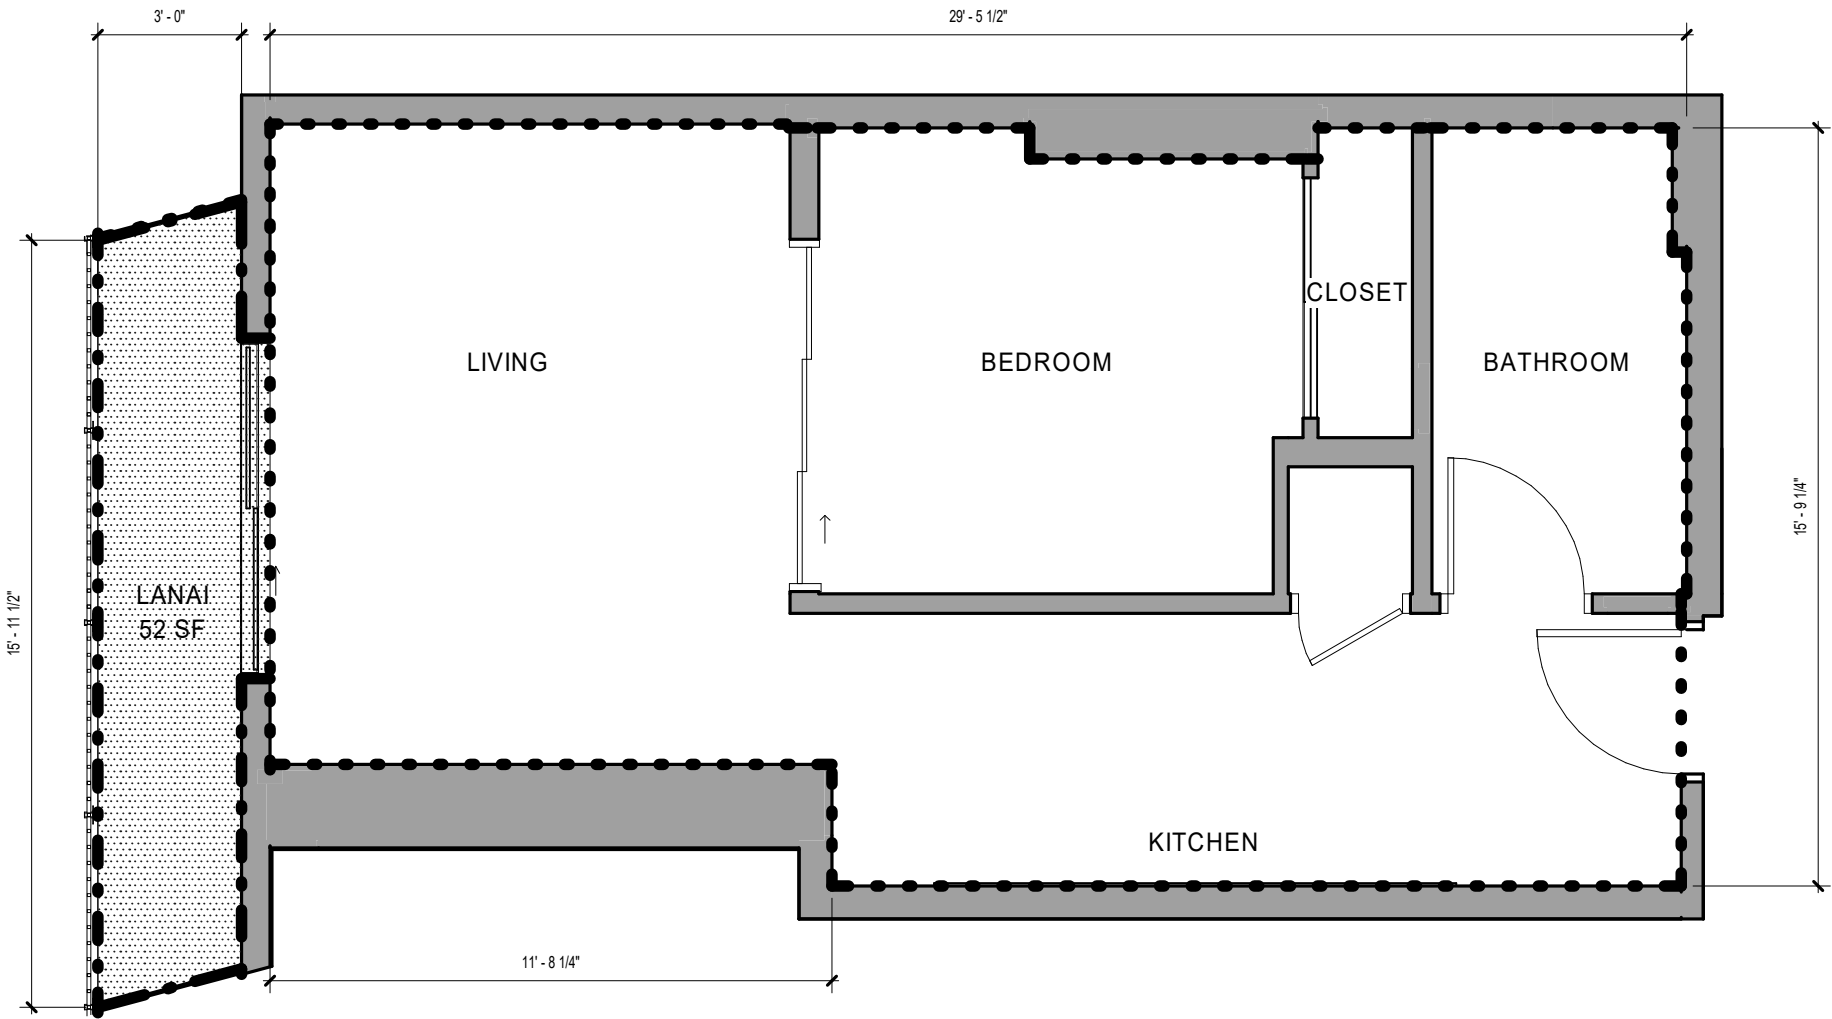 3' - 0"
29' - 5 1/2"
CLOSET
LIVING
BEDROOM
BATHROOM
15' - 9 1/4"
LANAI
52 SF
15' - 11 1/2"
KITCHEN
11' - 8 1/4"